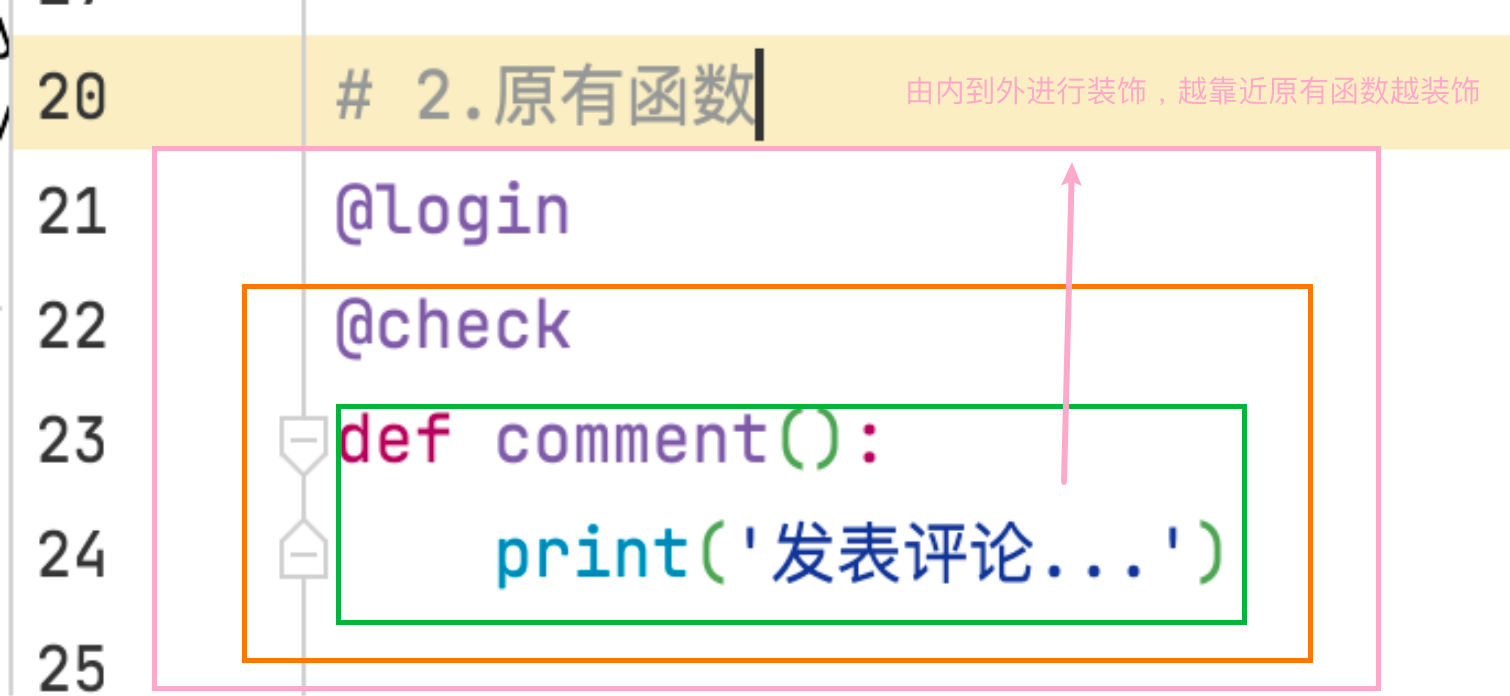 20 # 2.原有函数 由内到外进行装饰，越靠近原有函数越装饰
21 @login
22 @check
23 def comment():
24 print('发表评论...')
25